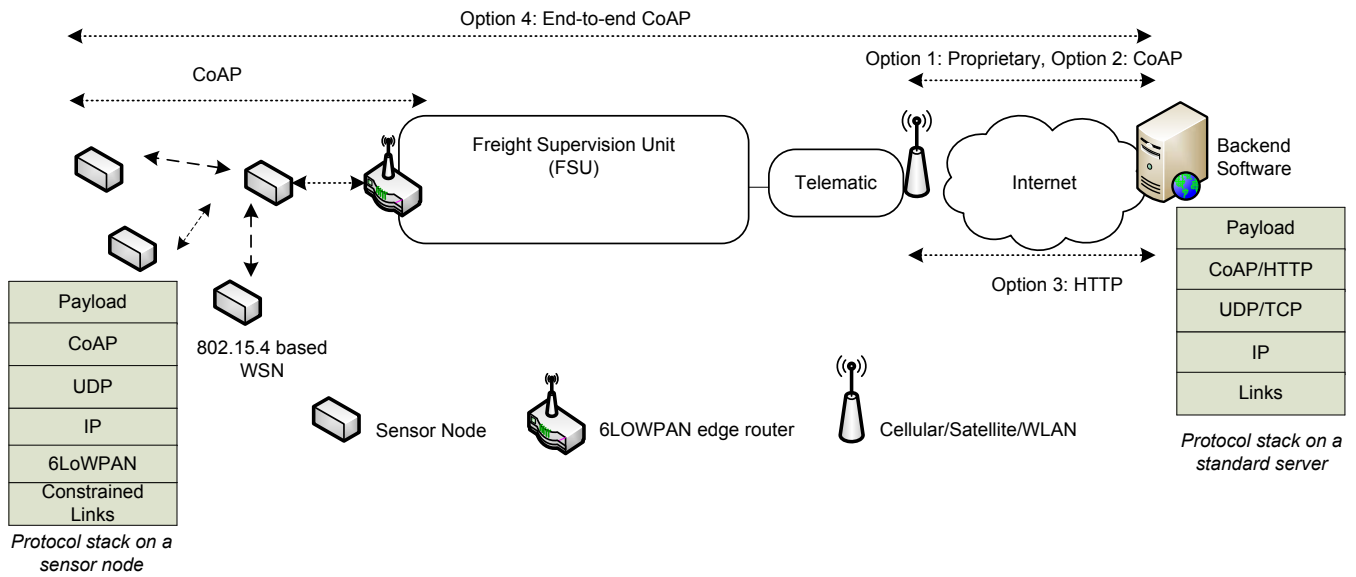 Option 4: End-to-end CoAP
Option 1: Proprietary, Option 2: CoAP
CoAP
Freight Supervision Unit
(FSU)
Telematic
Internet
Backend
Software
Option 3: HTTP
802.15.4 based
WSN
Payload
CoAP
UDP
IP
6LoWPAN
Constrained
Links
Protocol stack on a
sensor node
Sensor Node
6LOWPAN edge router
Cellular/Satellite/WLAN
Payload
CoAP/HTTP
UDP/TCP
IP
Links
Protocol stack on a
standard server